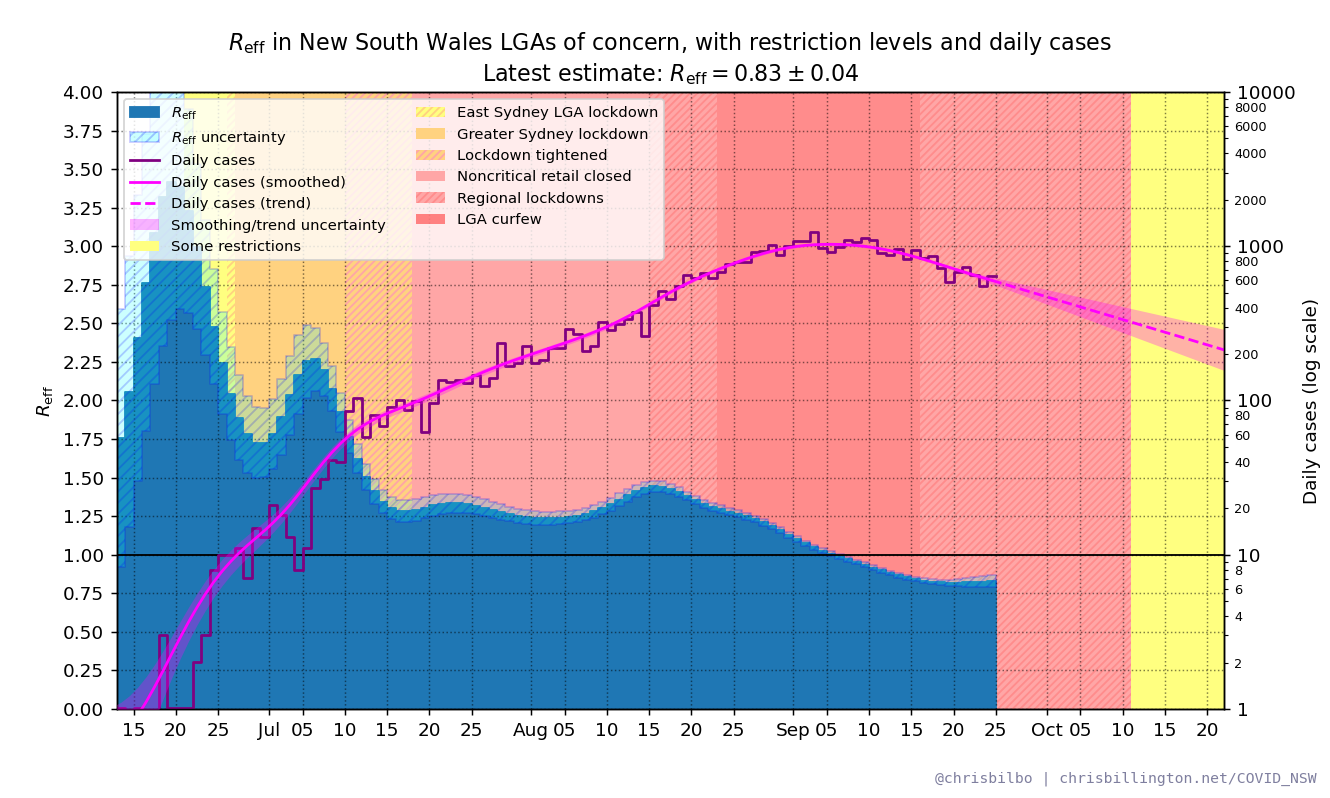 R_eff in New South Wales LGAs of concern, with restriction levels and daily cases
Latest estimate: R_eff = 0.83 ± 0.04
R_eff
R_eff uncertainty
Daily cases
Daily cases (smoothed)
Daily cases (trend)
Smoothing/trend uncertainty
Some restrictions
East Sydney LGA lockdown
Greater Sydney lockdown
Lockdown tightened
Noncritical retail closed
Regional lockdowns
LGA curfew
R_eff
4.00
3.75
3.50
3.25
3.00
2.75
2.50
2.25
2.00
1.75
1.50
1.25
1.00
0.75
0.50
0.25
0.00
10000
8000
6000
4000
2000
1000
800
600
400
200
100
80
60
40
20
10
8
6
4
2
1
Daily cases (log scale)
15 20 25 Jul 05 10 15 20 25 Aug 05 10 15 20 25 Sep 05 10 15 20 25 Oct 05 10 15 20
@chrisbilbo | chrisbillington.net/COVID_NSW